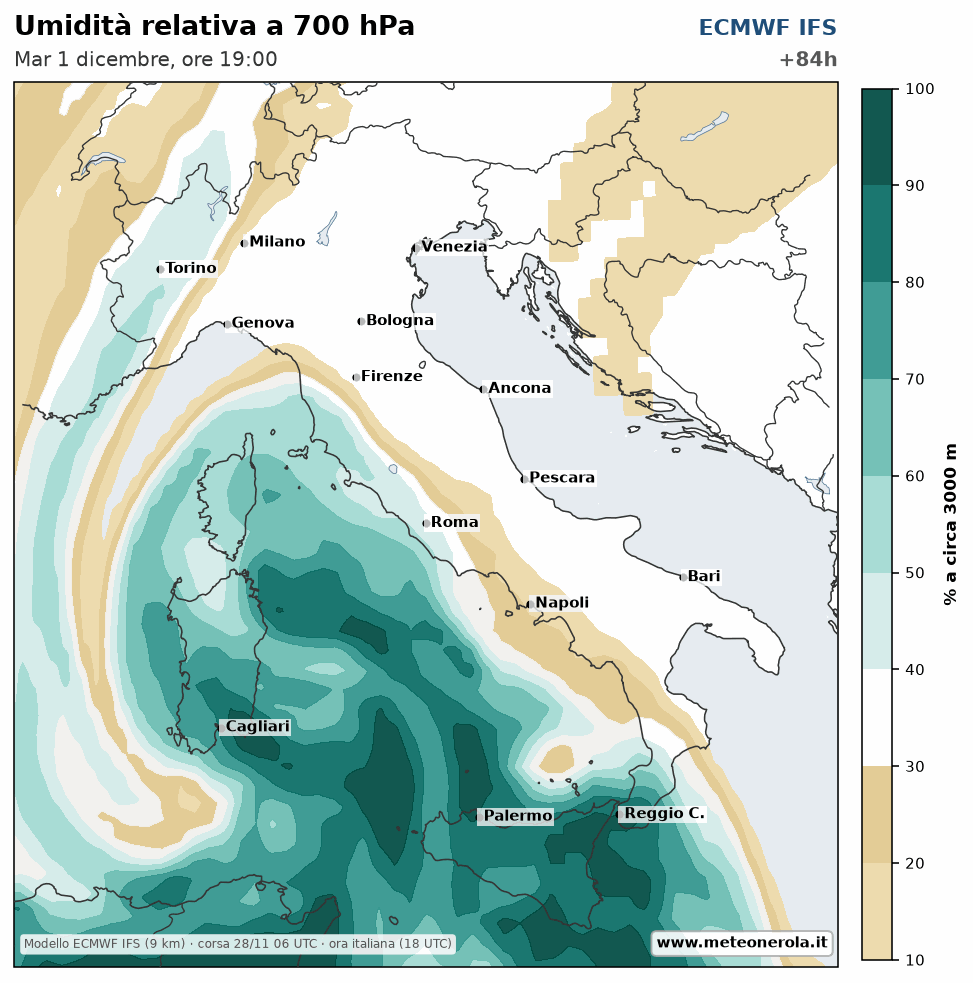 Umidità relativa a 700 hPa
ECMWF IFS
Mar 1 dicembre, ore 19:00
+84h
100
90
80
70
60
50
40
30
20
10
% a circa 3000 m
Milano
Venezia
Torino
Genova
Bologna
Firenze
Ancona
Pescara
Roma
Bari
Napoli
Cagliari
Palermo
Reggio C.
Modello ECMWF IFS (9 km) · corsa 28/11 06 UTC · ora italiana (18 UTC)
www.meteonerola.it